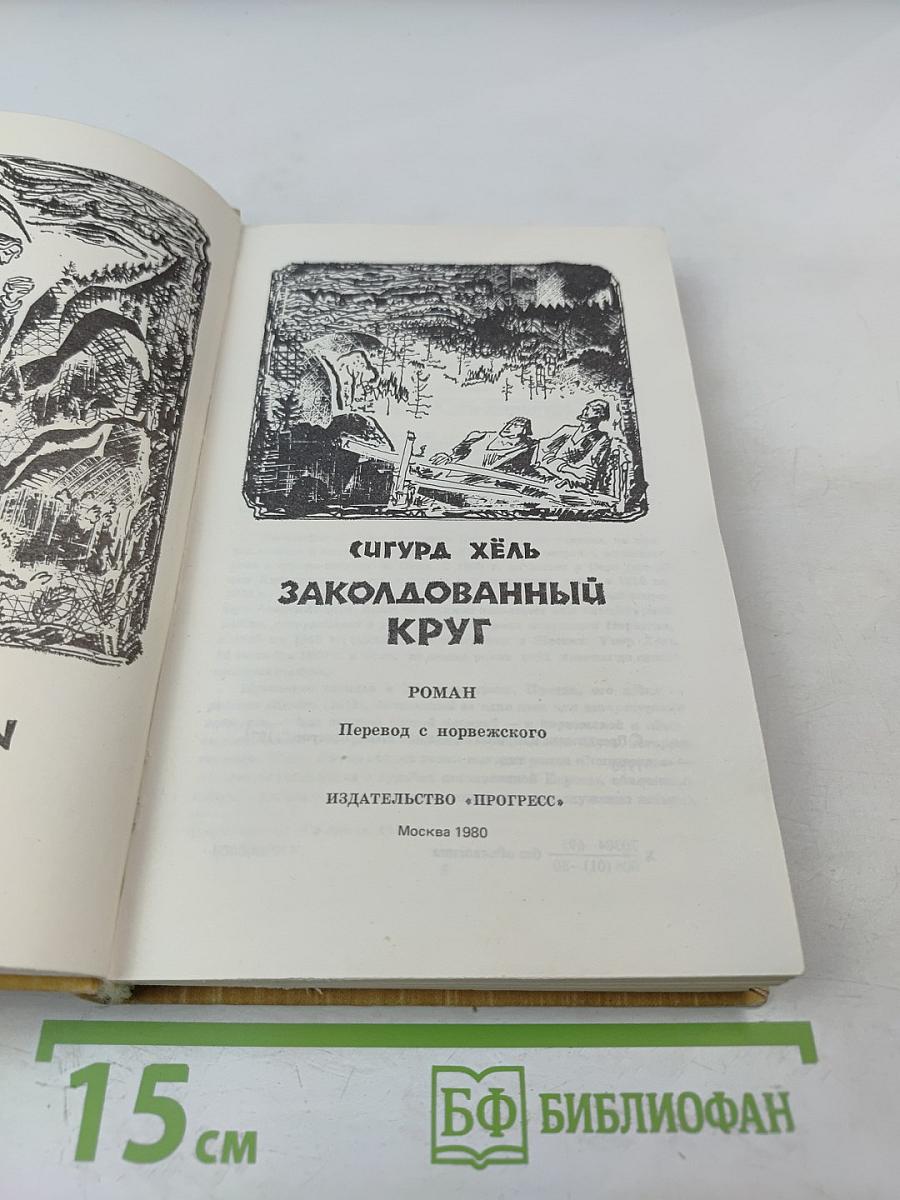 СИГУРД ХЁЛЬ
ЗАКОЛДОВАННЫЙ
КРУГ
РОМАН
Перевод с норвежского
ИЗДАТЕЛЬСТВО «ПРОГРЕСС»
Москва 1980
15 см
БФ БИБЛИОФАН